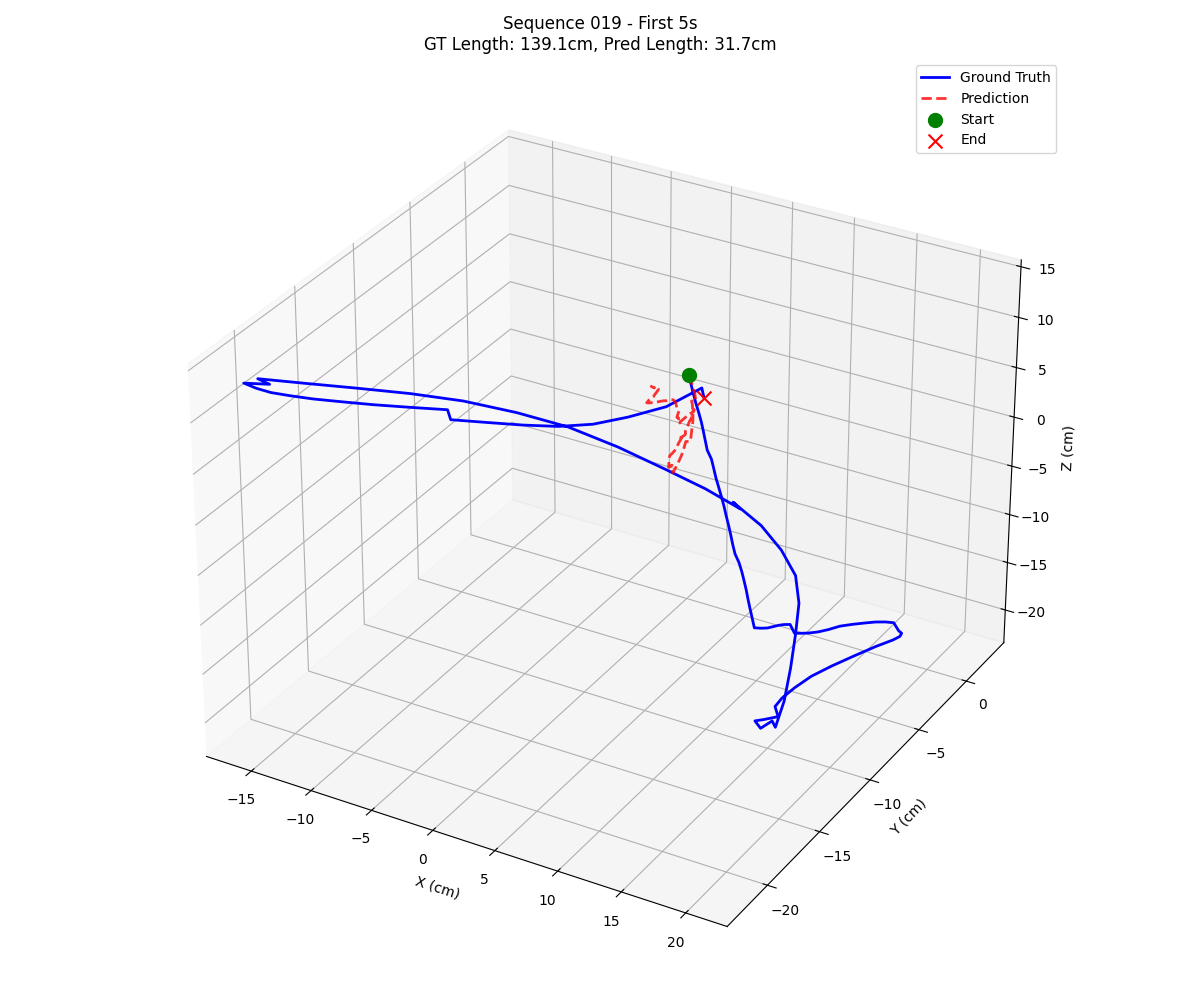 Sequence 019 - First 5s
GT Length: 139.1cm, Pred Length: 31.7cm
Ground Truth
Prediction
Start
End
15
10
5
0
−5
−10
−15
−20
Z (cm)
0
−5
−10
−15
−20
Y (cm)
−15
−10
−5
0
5
10
15
20
X (cm)